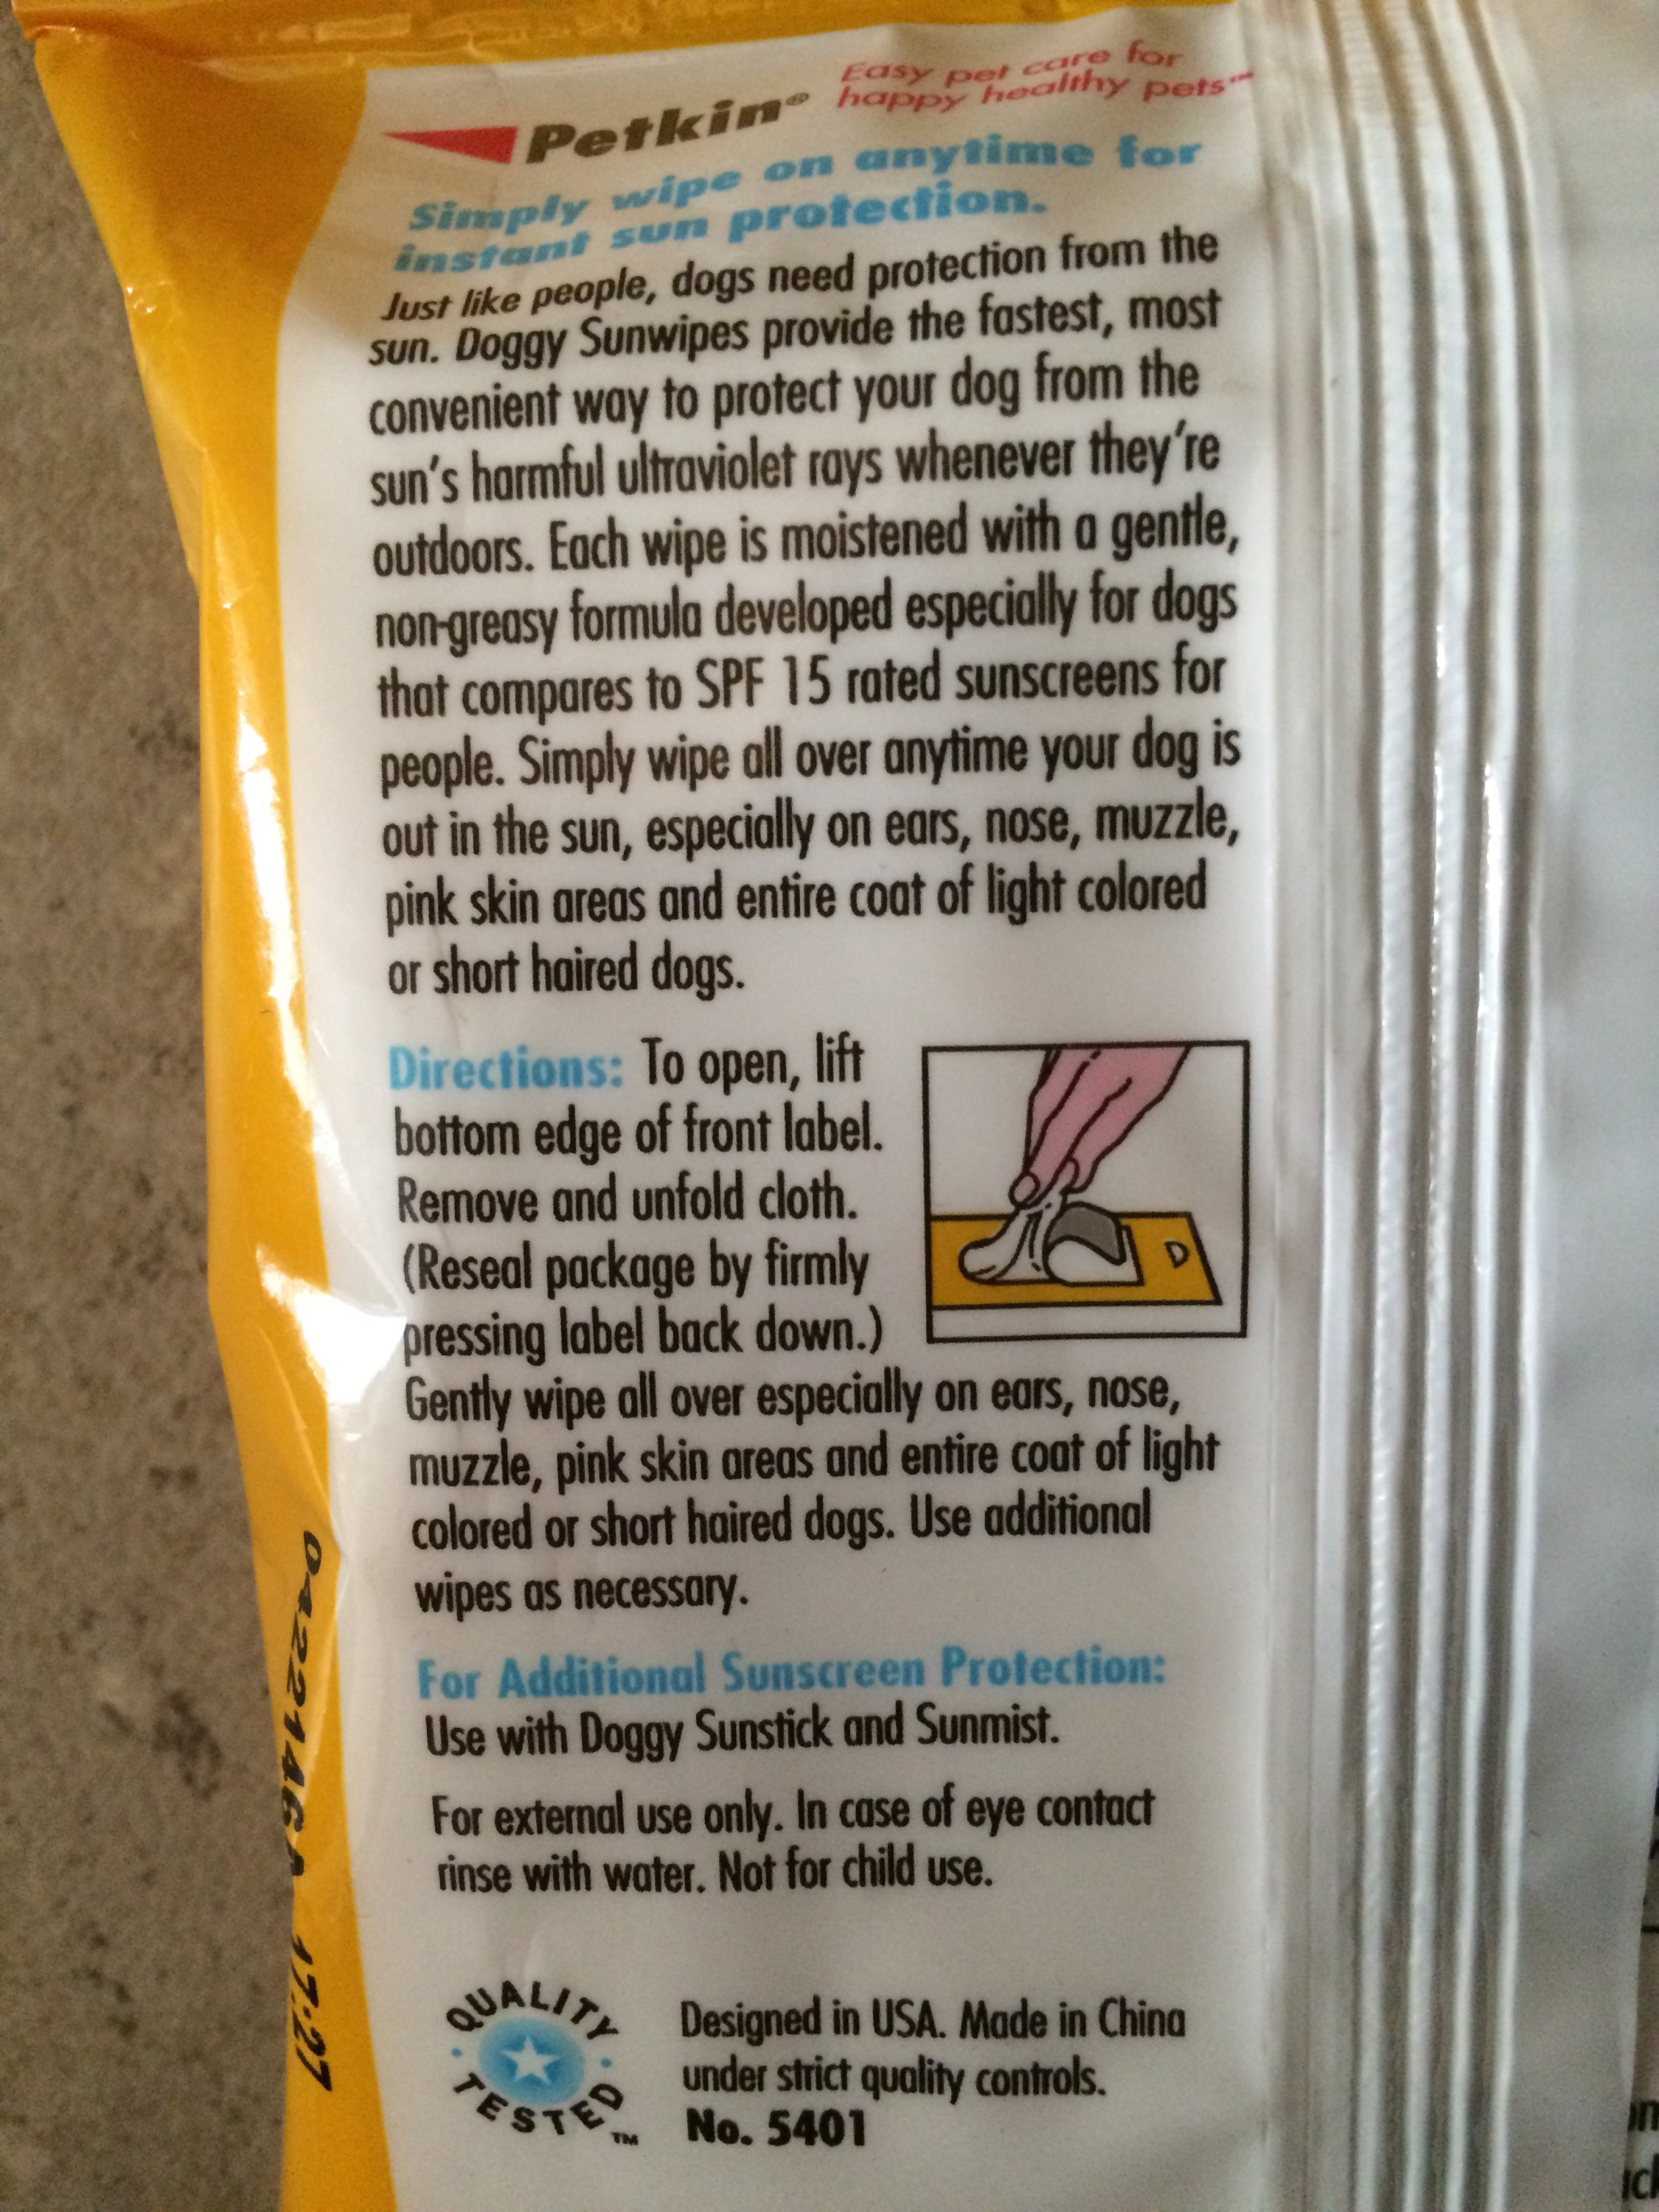 Petkin® Easy pet care for
happy healthy pets™
Simply wipe on anytime for
instant sun protection.
Just like people, dogs need protection from the
sun. Doggy Sunwipes provide the fastest, most
convenient way to protect your dog from the
sun's harmful ultraviolet rays whenever they're
outdoors. Each wipe is moistened with a gentle,
non-greasy formula developed especially for dogs
that compares to SPF 15 rated sunscreens for
people. Simply wipe all over anytime your dog is
out in the sun, especially on ears, nose, muzzle,
pink skin areas and entire coat of light colored
or short haired dogs.
Directions: To open, lift
bottom edge of front label.
Remove and unfold cloth.
(Reseal package by firmly
pressing label back down.)
Gently wipe all over especially on ears, nose,
muzzle, pink skin areas and entire coat of light
colored or short haired dogs. Use additional
wipes as necessary.
For Additional Sunscreen Protection:
Use with Doggy Sunstick and Sunmist.
For external use only. In case of eye contact
rinse with water. Not for child use.
QUALITY
TESTED™
Designed in USA. Made in China
under strict quality controls.
No. 5401
17:27